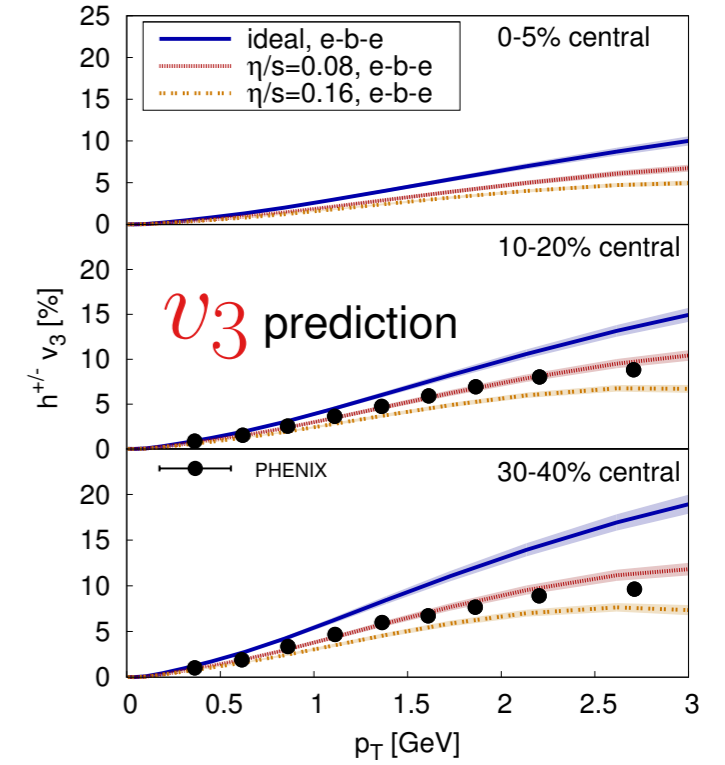 25
20
15
10
5
0
ideal, e-b-e
η/s=0.08, e-b-e
η/s=0.16, e-b-e
0-5% central
20
15
10
5
0
10-20% central
v3 prediction
h+/- v3 [%]
20
15
10
5
0
PHENIX
30-40% central
0 0.5 1 1.5 2 2.5 3
pT [GeV]